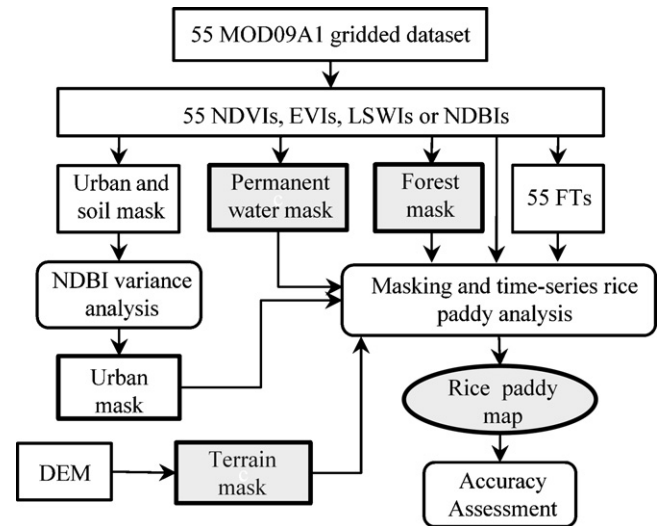 55 MOD09A1 gridded dataset
55 NDVIs, EVIs, LSWIs or NDBIs
Urban and
soil mask
Permanent
water mask
Forest
mask
55 FTs
NDBI variance
analysis
Masking and time-series rice
paddy analysis
Urban
mask
Rice paddy
map
DEM
Terrain
mask
Accuracy
Assessment